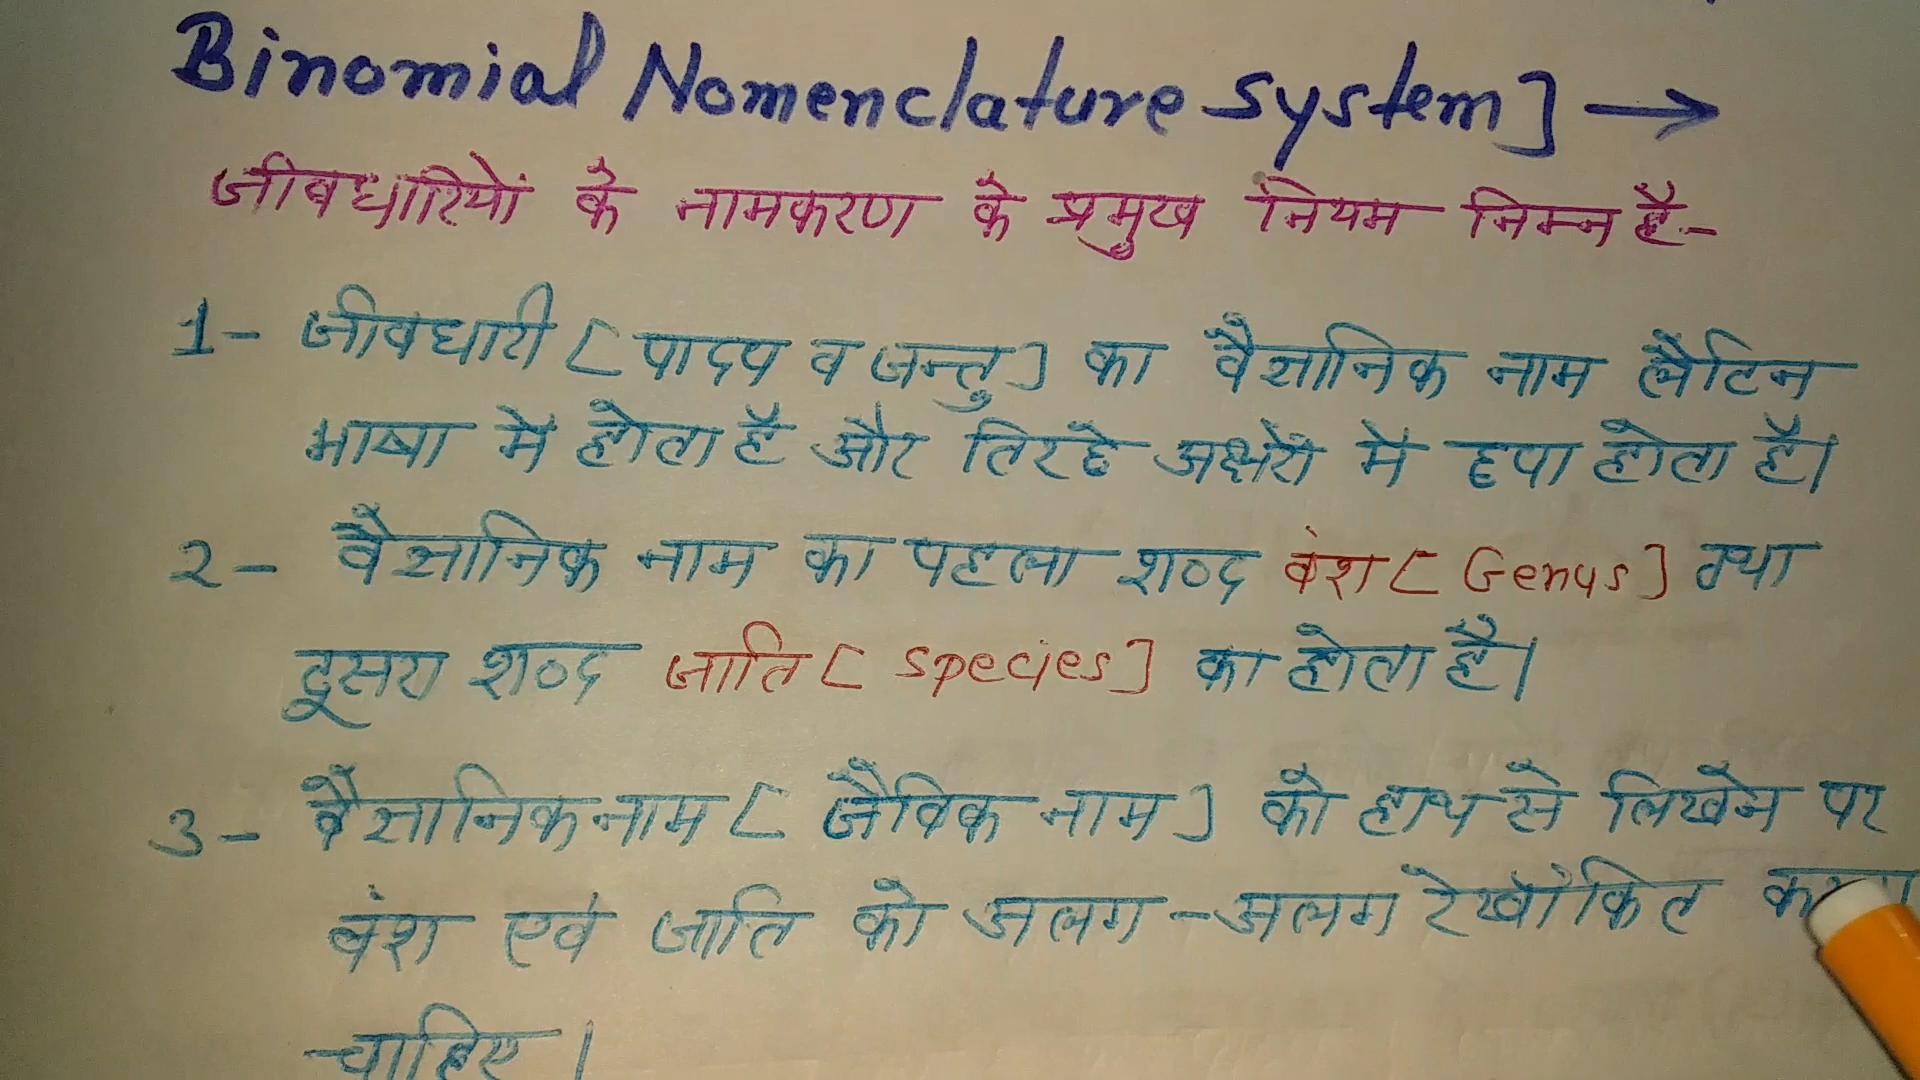 Binomial Nomenclature System] →
जीवधारियों के नामकरण के प्रमुख नियम निम्न है:-
1- जीवधारी [पादप व जन्तु] का वैज्ञानिक नाम लैटिन
भाषा में होता है और तिरछे अक्षरों में छपा होता है।
2- वैज्ञानिक नाम का पहला शब्द वंश [Genus] तथा
दूसरा शब्द जाति [species] का होता है।
3- वैज्ञानिक नाम [जैविक नाम] को हाथ से लिखने पर
वंश एवं जाति को अलग-अलग रेखांकित
चाहिए।